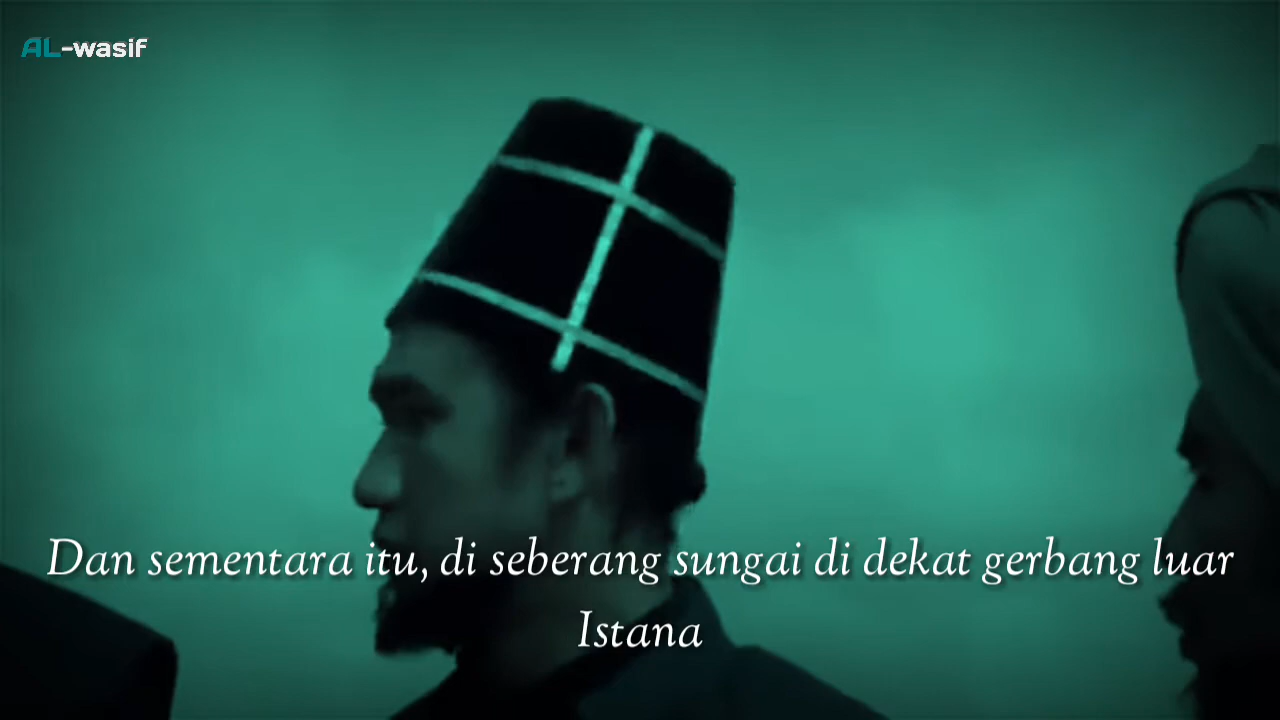 AL-wasif
Dan sementara itu, di seberang sungai di dekat gerbang luar
Istana